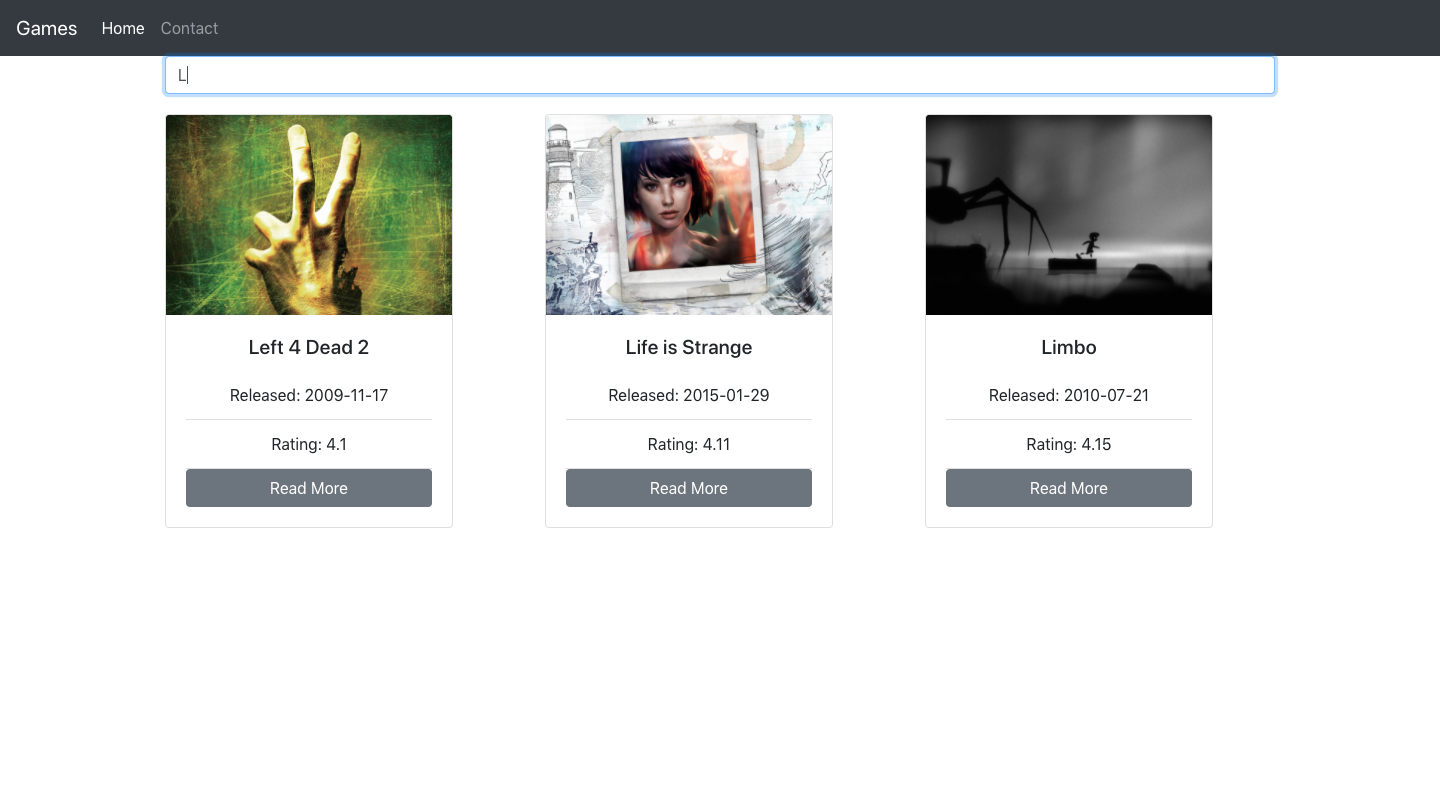 Games Home Contact
L
Left 4 Dead 2
Released: 2009-11-17
Rating: 4.1
Read More
Life is Strange
Released: 2015-01-29
Rating: 4.11
Read More
Limbo
Released: 2010-07-21
Rating: 4.15
Read More